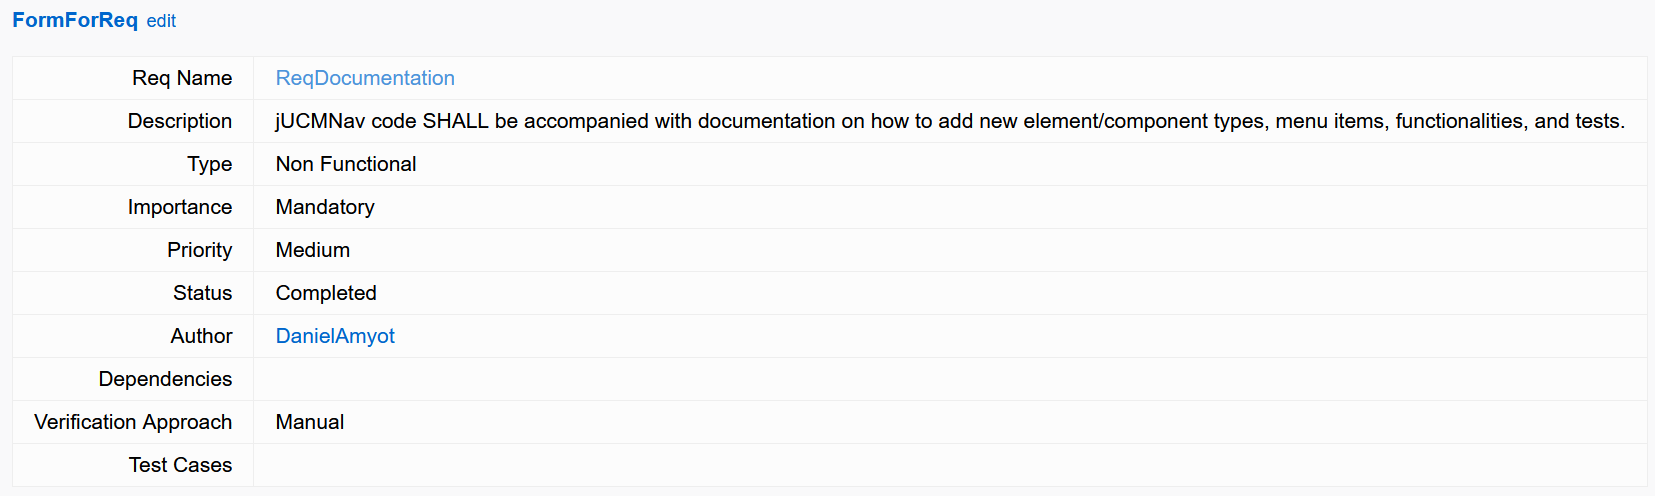 FormForReq edit
Req Name ReqDocumentation
Description jUCMNav code SHALL be accompanied with documentation on how to add new element/component types, menu items, functionalities, and tests.
Type Non Functional
Importance Mandatory
Priority Medium
Status Completed
Author DanielAmyot
Dependencies
Verification Approach Manual
Test Cases